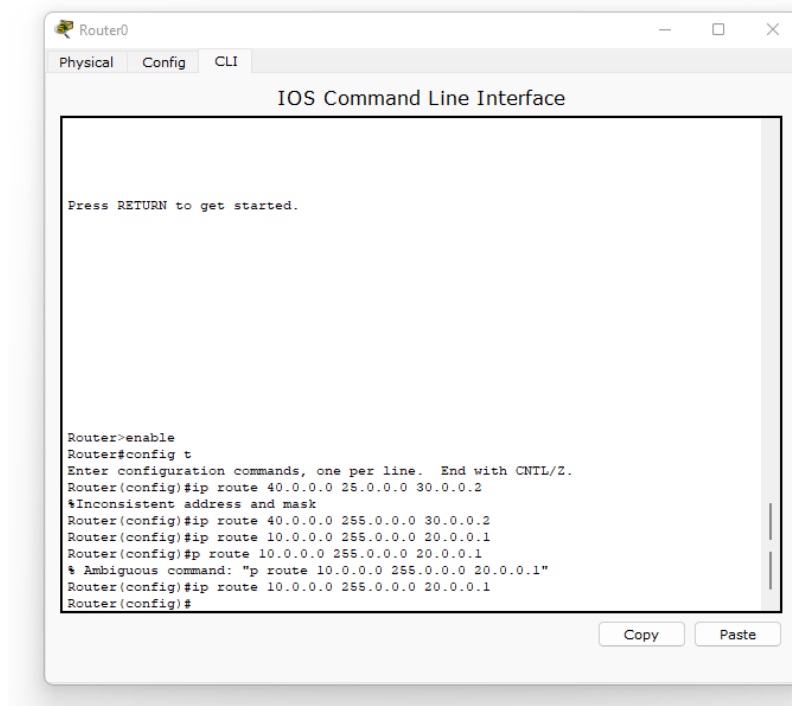 Router0
Physical Config CLI
IOS Command Line Interface
Press RETURN to get started.
Router>enable
Router#config t
Enter configuration commands, one per line.  End with CNTL/Z.
Router(config)#ip route 40.0.0.0 25.0.0.0 30.0.0.2
%Inconsistent address and mask
Router(config)#ip route 40.0.0.0 255.0.0.0 30.0.0.2
Router(config)#ip route 10.0.0.0 255.0.0.0 20.0.0.1
Router(config)#p route 10.0.0.0 255.0.0.0 20.0.0.1
% Ambiguous command: "p route 10.0.0.0 255.0.0.0 20.0.0.1"
Router(config)#ip route 10.0.0.0 255.0.0.0 20.0.0.1
Router(config)#
Copy Paste